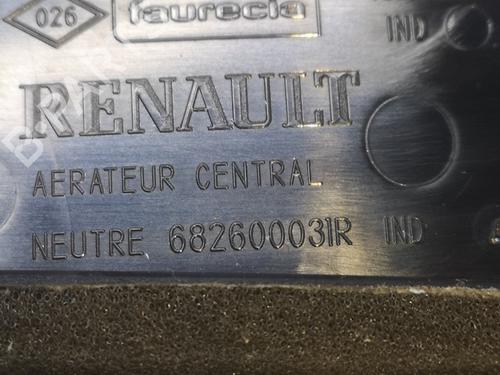 026 faurecia IND
RENAULT
AERATEUR CENTRAL
NEUTRE 682600031R IND